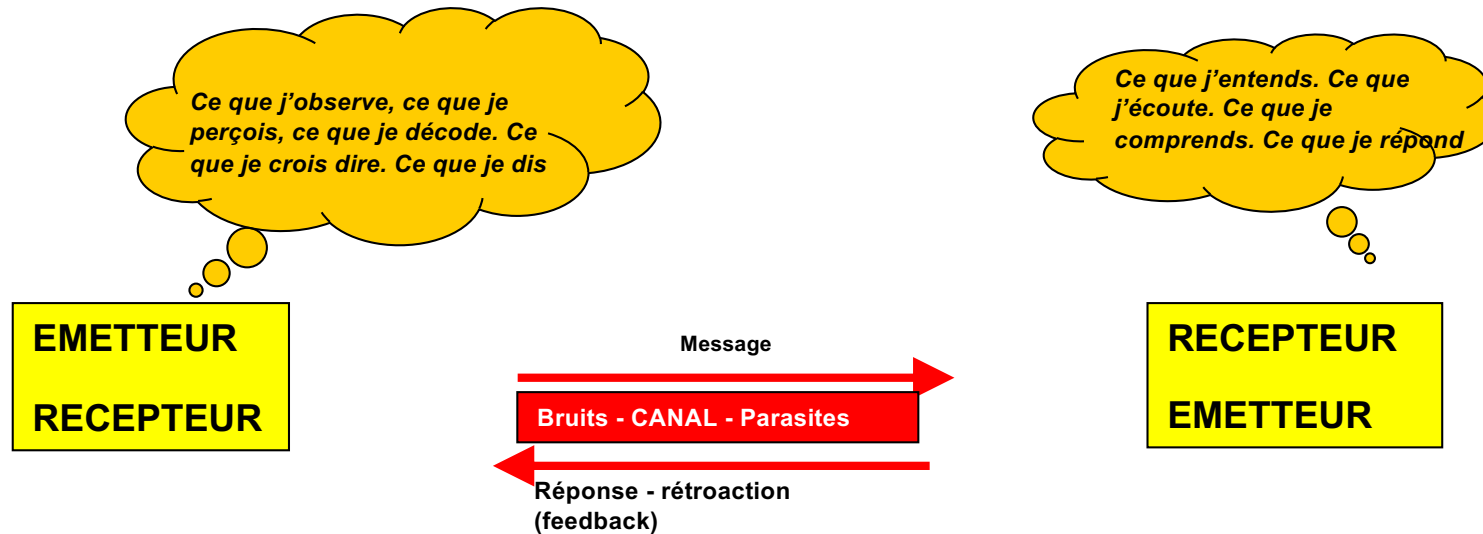 Ce que j’observe, ce que je
perçois, ce que je décode. Ce
que je crois dire. Ce que je dis
Ce que j’entends. Ce que
j’écoute. Ce que je
comprends. Ce que je répond
EMETTEUR
RECEPTEUR
Message
Bruits - CANAL - Parasites
Réponse - rétroaction
(feedback)
RECEPTEUR
EMETTEUR